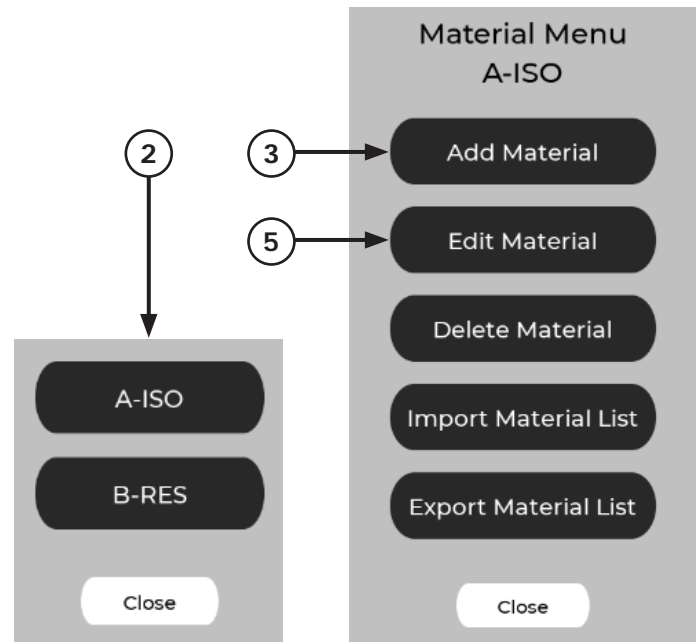 2
A-ISO
B-RES
Close
Material Menu
A-ISO
3
Add Material
5
Edit Material
Delete Material
Import Material List
Export Material List
Close